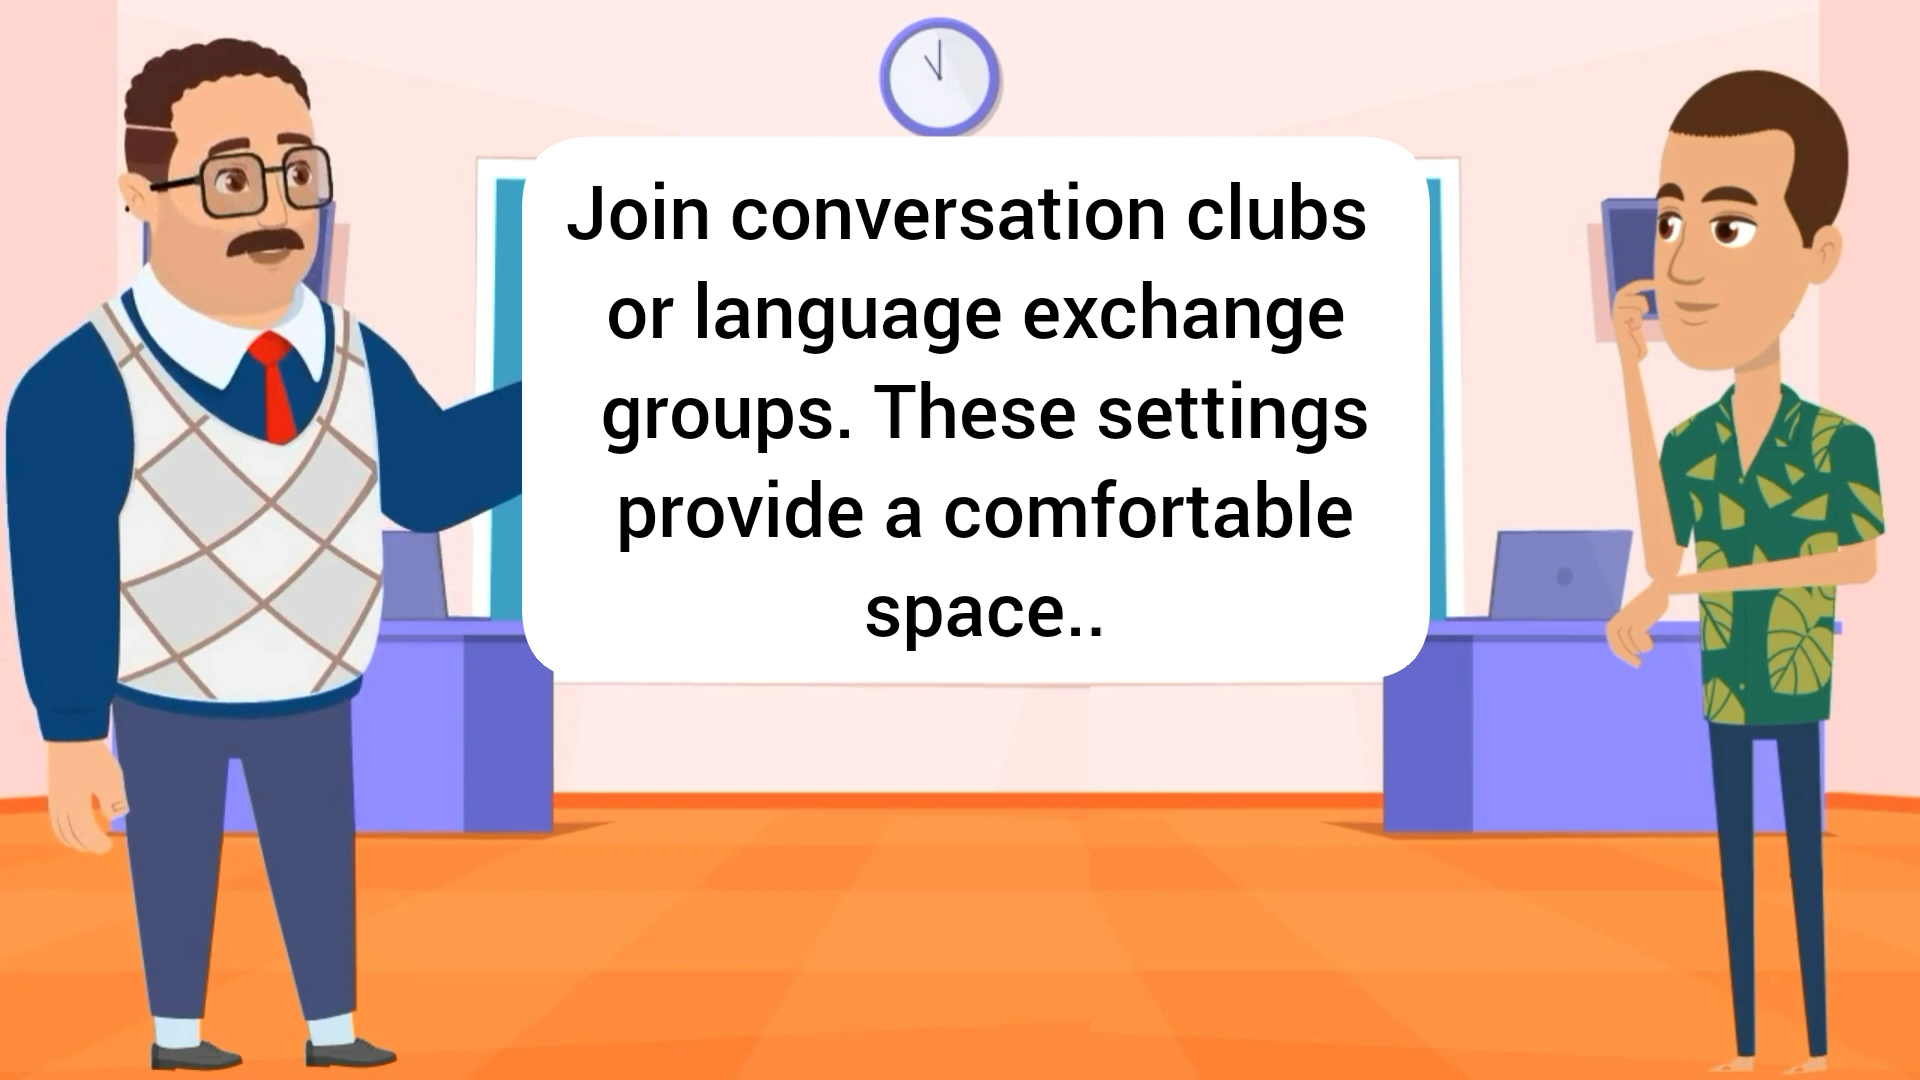 Join conversation clubs
or language exchange
groups. These settings
provide a comfortable
space..